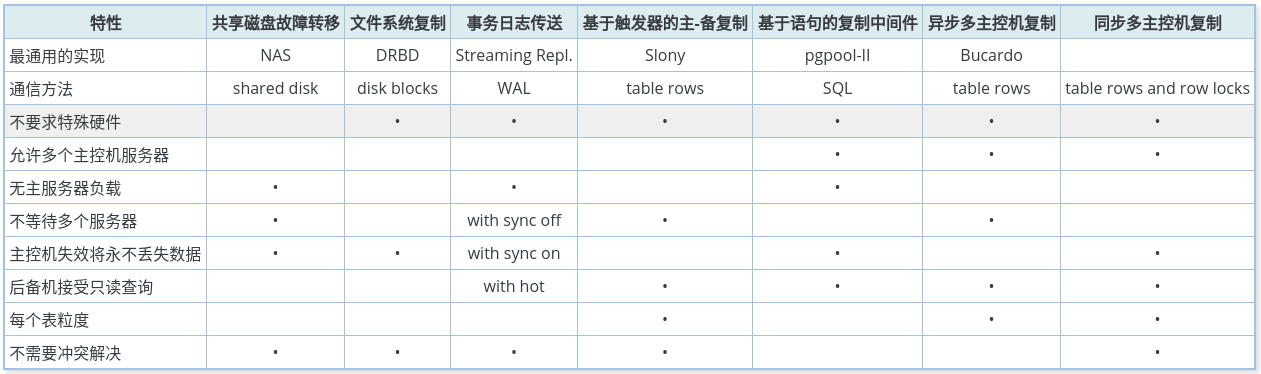 特性 共享磁盘故障转移 文件系统复制 事务日志传送 基于触发器的主-备复制 基于语句的复制中间件 异步多主控机复制 同步多主控机复制
最通用的实现 NAS DRBD Streaming Repl. Slony pgpool-II Bucardo
通信方法 shared disk disk blocks WAL table rows SQL table rows table rows and row locks
不要求特殊硬件 • • • • • •
允许多个主控机服务器 • • •
无主服务器负载 • • •
不等待多个服务器 • with sync off • •
主控机失效将永不丢失数据 • • with sync on • •
后备机接受只读查询 with hot • • • •
每个表粒度 • • •
不需要冲突解决 • • • • •